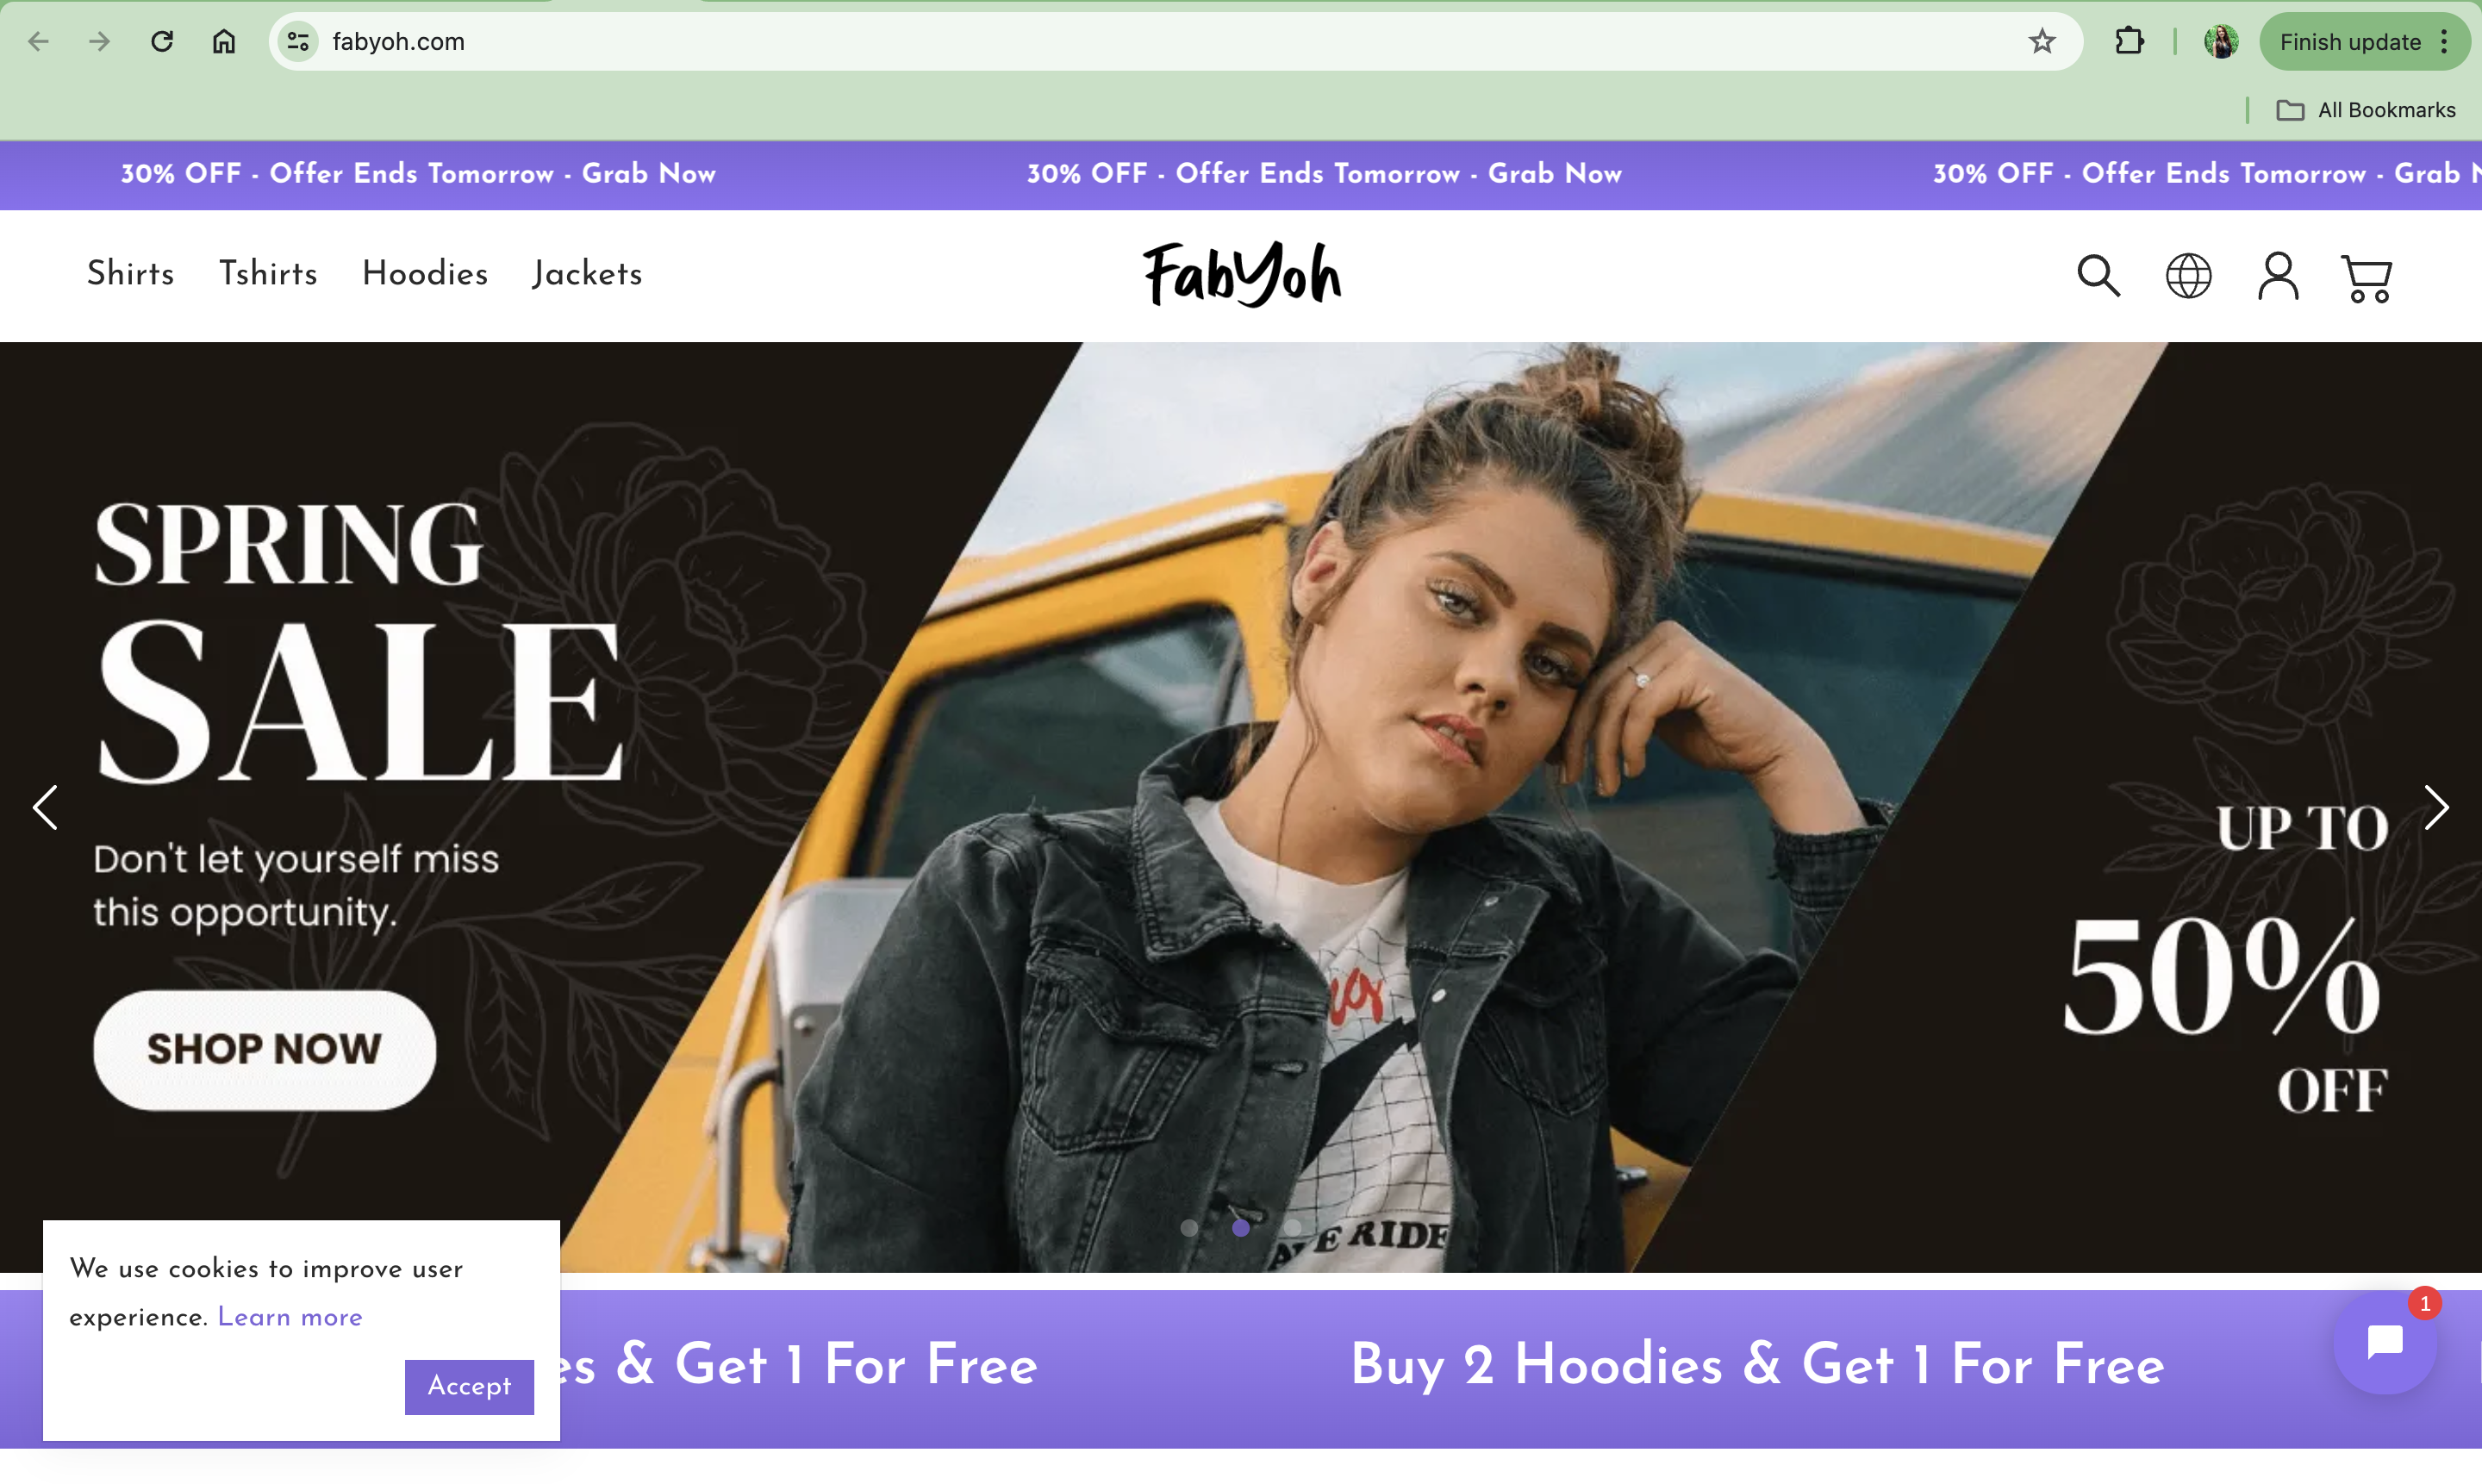 fabyoh.com
Finish update
All Bookmarks
30% OFF - Offer Ends Tomorrow - Grab Now
30% OFF - Offer Ends Tomorrow - Grab Now
30% OFF - Offer Ends Tomorrow - Grab
Shirts
Tshirts
Hoodies
Jackets
FabYoh
SPRING
SALE
Don't let yourself miss
this opportunity.
SHOP NOW
UP TO
50%
OFF
RIDE
We use cookies to improve user
experience. Learn more
Accept
es & Get 1 For Free
Buy 2 Hoodies & Get 1 For Free
1